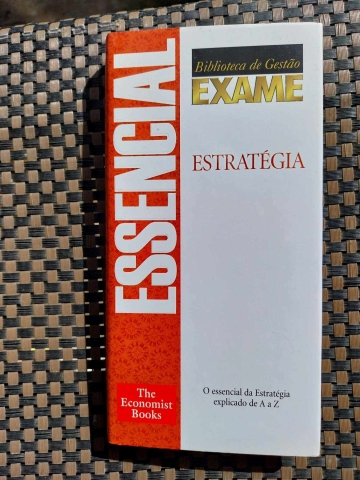 ESSENCIAL
Biblioteca de Gestão
EXAME
ESTRATÉGIA
The
Economist
Books
O essencial da Estratégia
explicado de A a Z